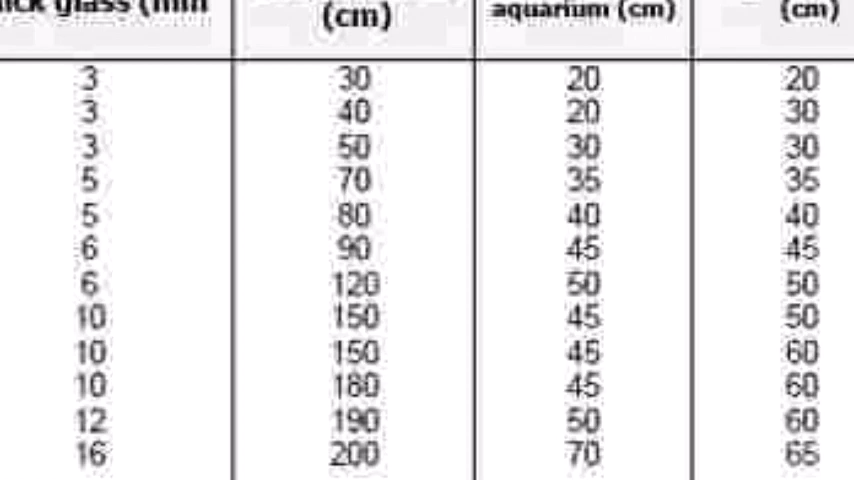 glass (mm
(cm) aquarium (cm) (cm)
3 30 20 20
3 40 20 30
3 50 30 30
5 70 35 35
5 80 40 40
6 90 45 45
6 120 50 50
10 150 45 50
10 150 45 60
10 180 45 60
12 190 50 60
16 200 70 65